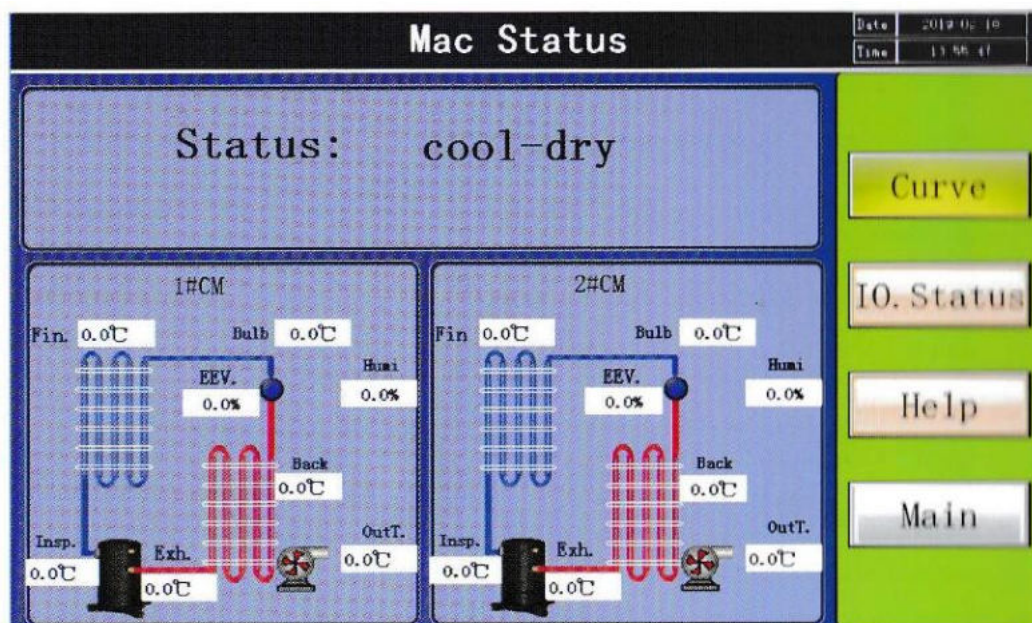 Mac Status
Date
Time
Status: cool-dry
Curve
IO. Status
Help
Main
1#CM
Fin. 0.0℃ Bulb 0.0℃
EEV. Humi
0.0% 0.0%
Back
0.0℃
Insp. Exh. OutT.
0.0℃ 0.0℃ 0.0℃
2#CM
Fin 0.0℃ Bulb 0.0℃
EEV. Humi
0.0% 0.0%
Back
0.0℃
Insp. Exh. OutT.
0.0℃ 0.0℃ 0.0℃